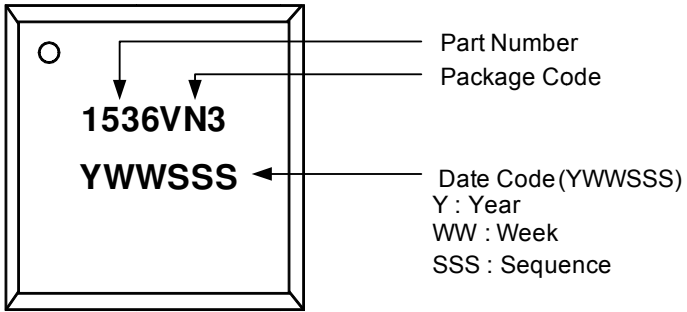 Part Number
Package Code
1536VN3
YWWSSS
Date Code (YWWSSS)
Y : Year
WW : Week
SSS : Sequence